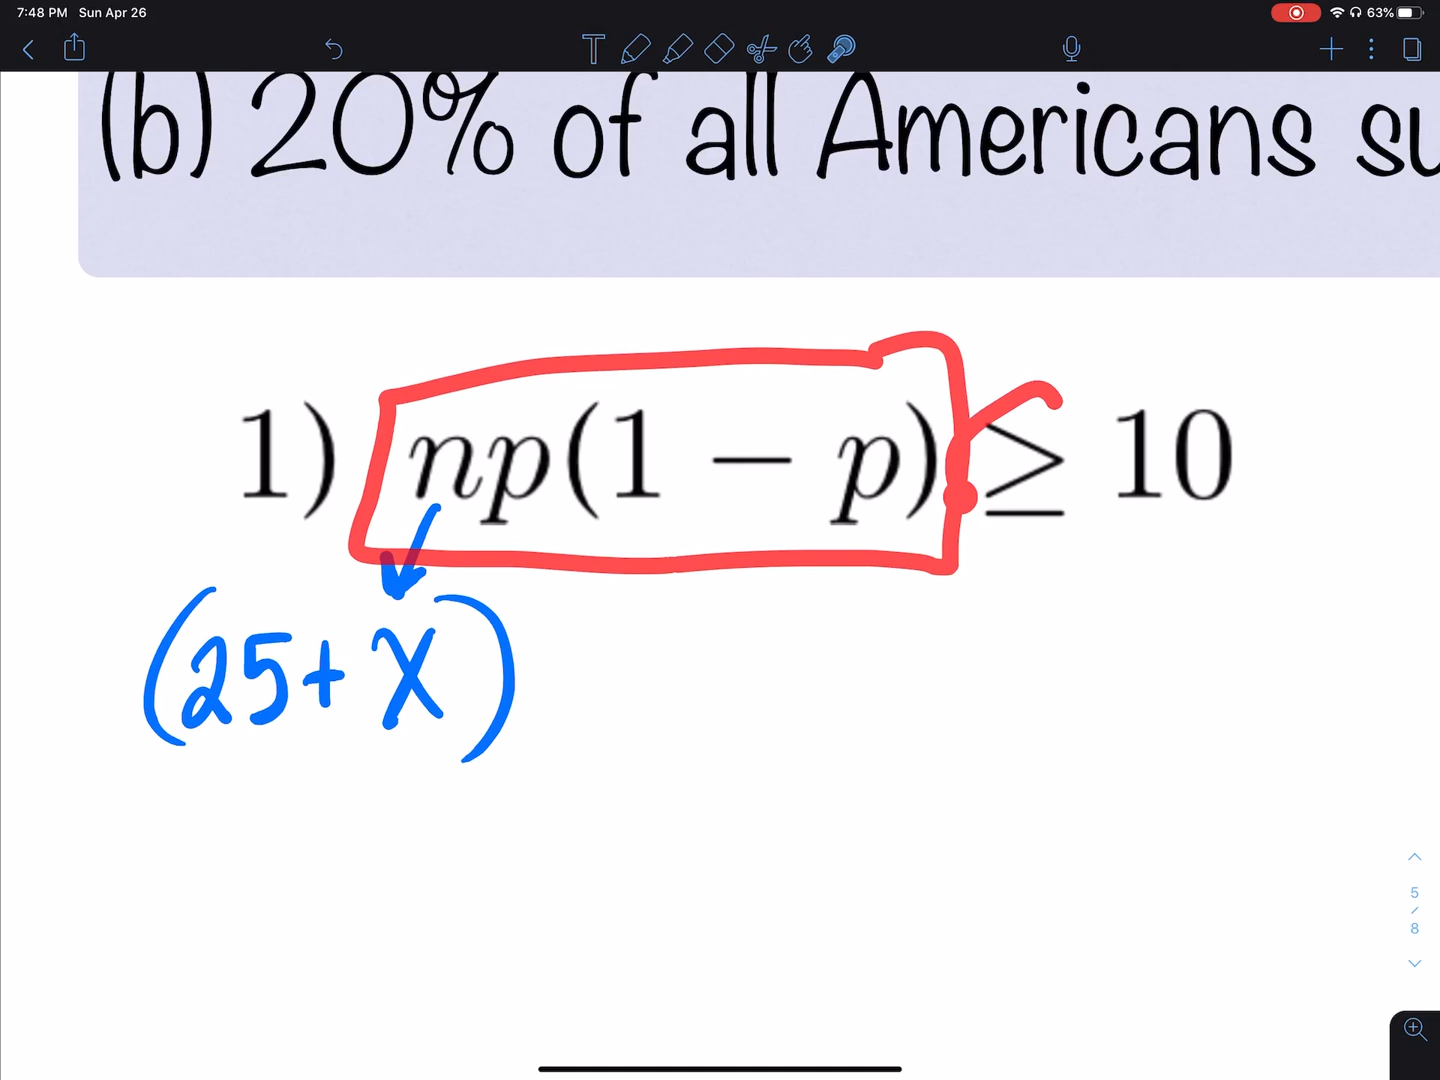 7:48 PM Sun Apr 26
63%
T
(b) 20% of all Americans su
1) np(1 − p) ≥ 10
(25+ X)
5
/
8